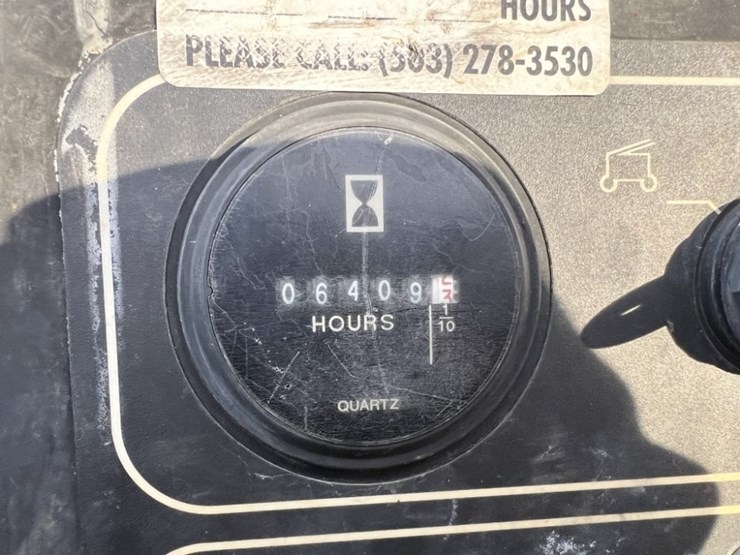 HOURS
PLEASE CALL: (503) 278-3530
06409
HOURS
1/10
QUARTZ